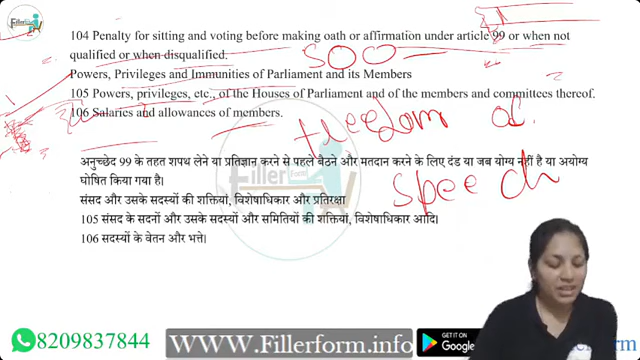 Fillerform
104 Penalty for sitting and voting before making oath or affirmation under article 99 or when not
qualified or when disqualified.
500
Powers, Privileges and Immunities of Parliament and its Members
105 Powers, privileges, etc., of the Houses of Parliament and of the members and committees thereof.
106 Salaries and allowances of members.
freedom of
speech
अनुच्छेद 99 के तहत शपथ लेने या प्रतिज्ञान करने से पहले बैठने और मतदान करने के लिए दंड या जब योग्य नहीं है या अयोग्य
घोषित किया गया है।
संसद और उसके सदस्यों की शक्तियां, विशेषाधिकार और प्रतिरक्षा
105 संसद के सदनों और उसके सदस्यों और समितियों की शक्तियां, विशेषाधिकार आदि।
106 सदस्यों के वेतन और भत्ते।
Fillerform
8209837844
WWW.Fillerform.info
GET IT ON
Google